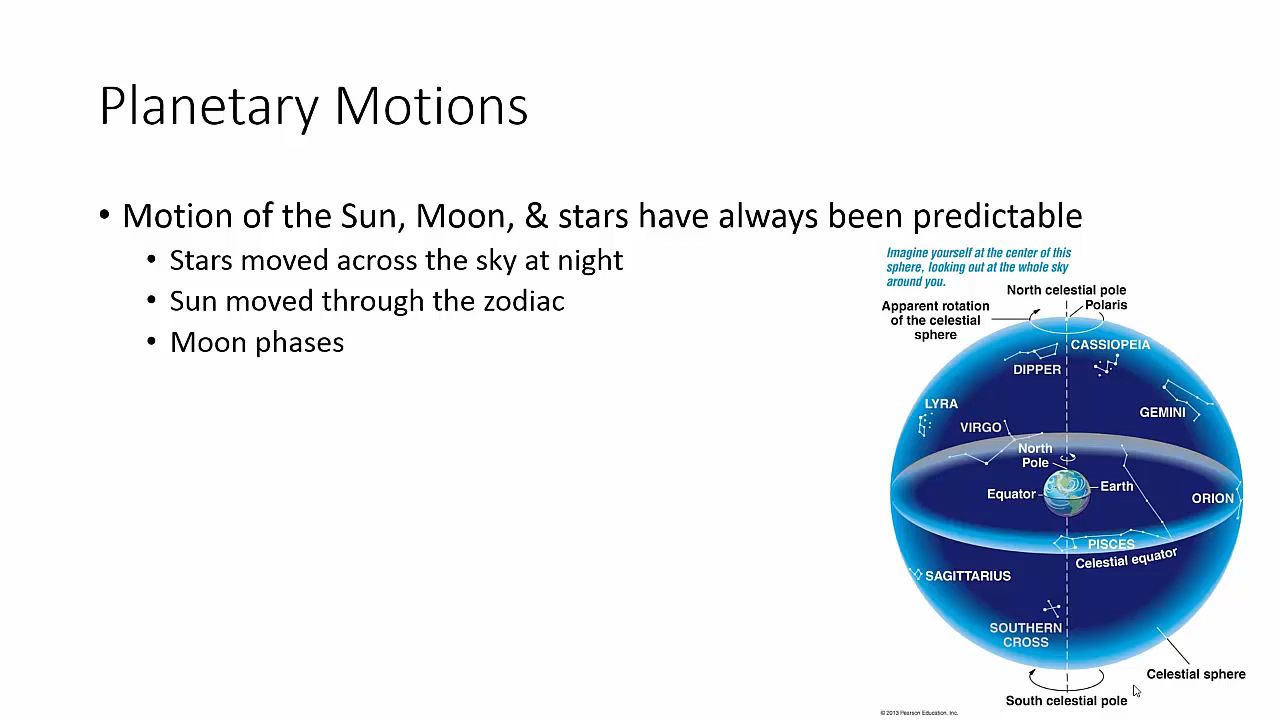 Planetary Motions
• Motion of the Sun, Moon, & stars have always been predictable
• Stars moved across the sky at night
• Sun moved through the zodiac
• Moon phases
Imagine yourself at the center of this
sphere, looking out at the whole sky
around you.
North celestial pole
Polaris
Apparent rotation
of the celestial
sphere
CASSIOPEIA
DIPPER
GEMINI
LYRA
VIRGO
North
Pole
Earth
Equator
ORION
PISCES
Celestial equator
SAGITTARIUS
SOUTHERN
CROSS
Celestial sphere
South celestial pole
© 2013 Pearson Education, Inc.